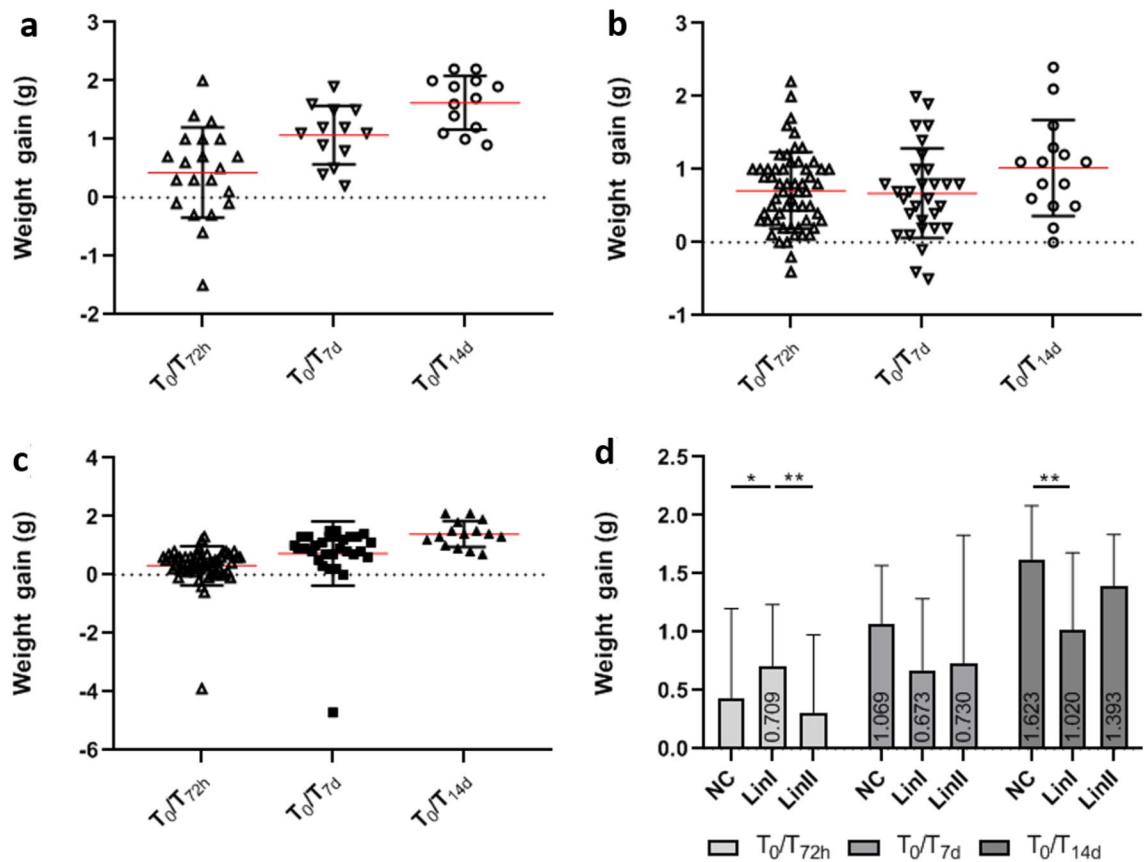 a
Weight gain (g)
3
2
1
0
-1
-2
T0/T72h
T0/T7d
T0/T14d
b
Weight gain (g)
3
2
1
0
-1
T0/T72h
T0/T7d
T0/T14d
c
Weight gain (g)
4
2
0
-2
-4
-6
T0/T72h
T0/T7d
T0/T14d
d
Weight gain (g)
2.5
2.0
1.5
1.0
0.5
0.0
* ** **
0.709 1.069 0.673 0.730 1.623 1.020 1.393
NC LinI LinII NC LinI LinII NC LinI LinII
T0/T72h T0/T7d T0/T14d